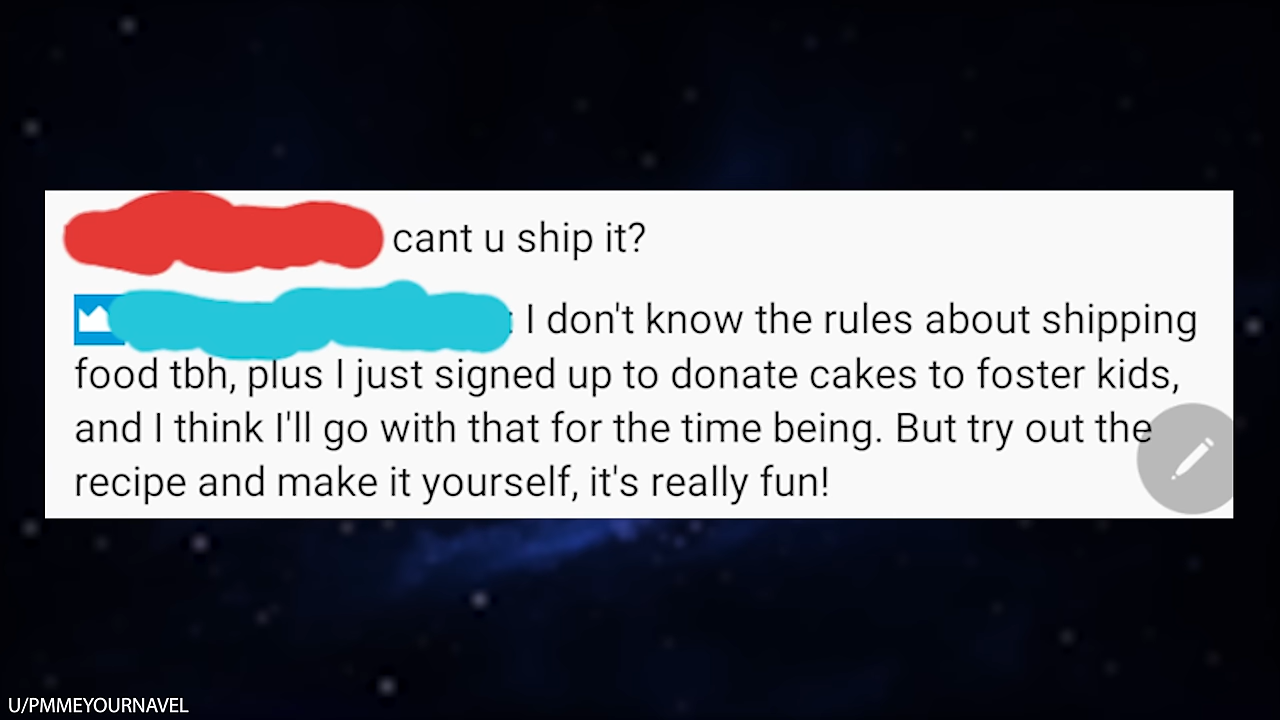 cant u ship it?
: I don't know the rules about shipping
food tbh, plus I just signed up to donate cakes to foster kids,
and I think I'll go with that for the time being. But try out the
recipe and make it yourself, it's really fun!
U/PMMEYOURNAVEL